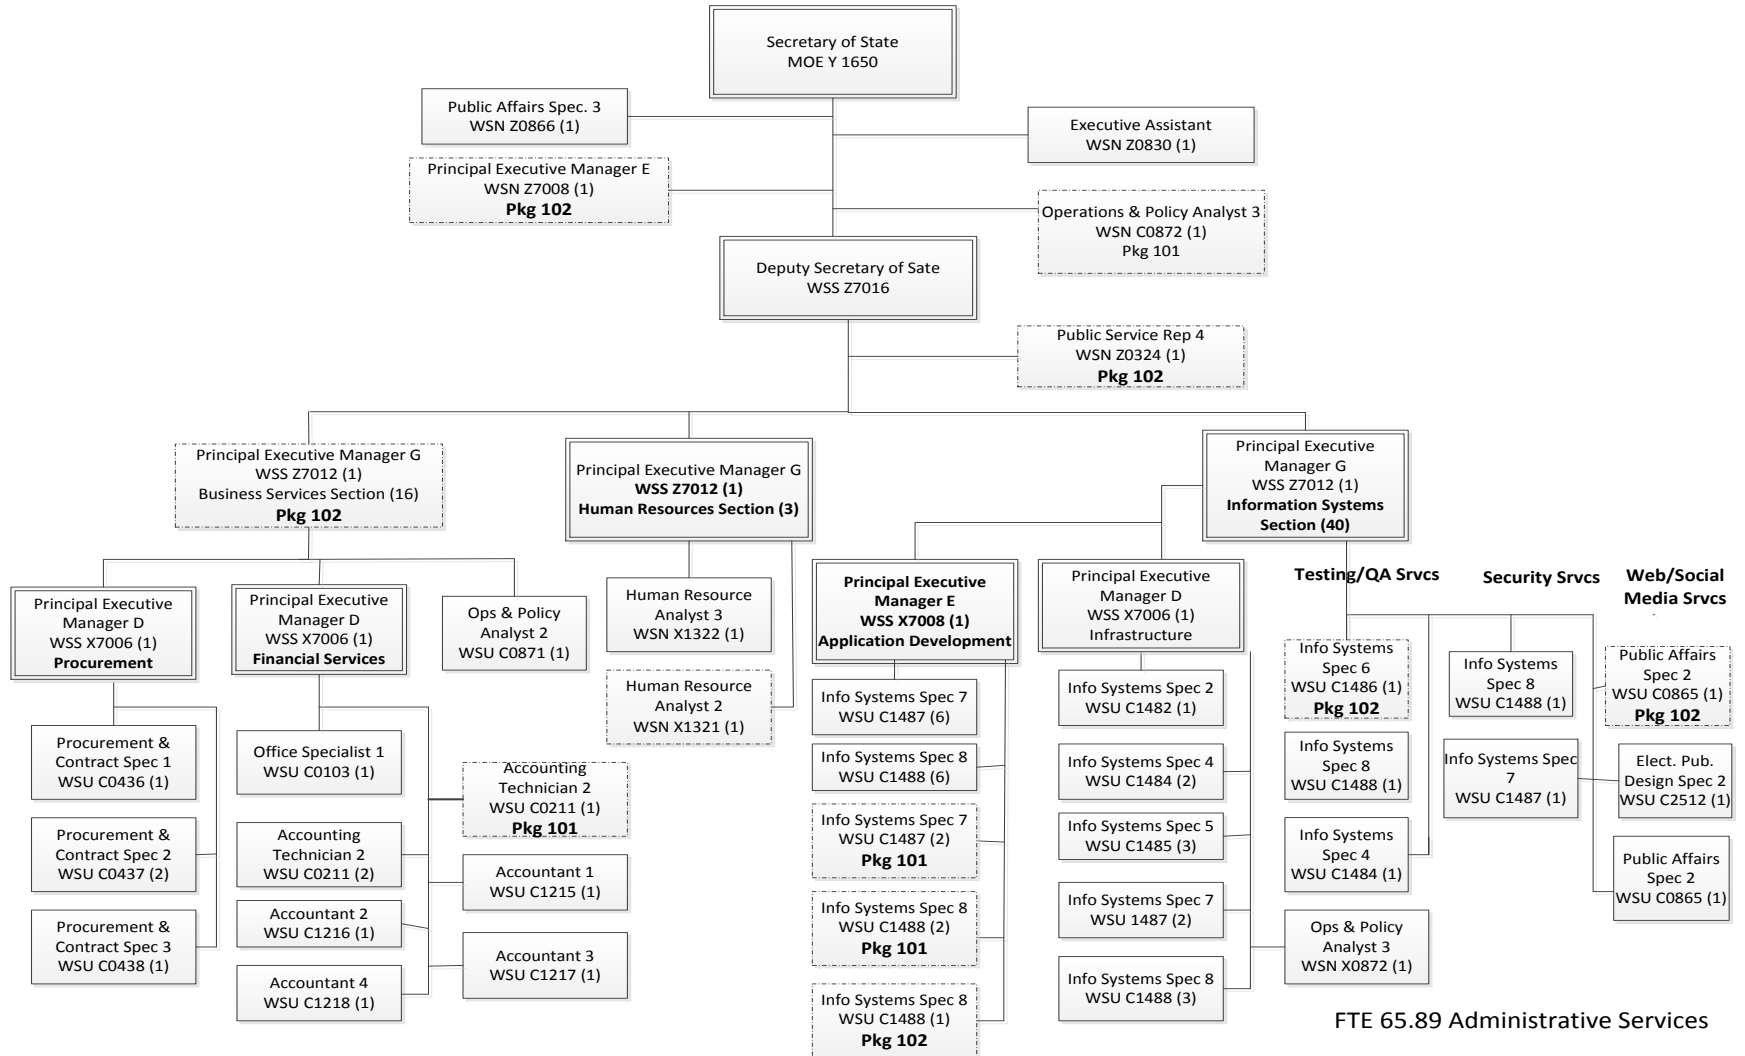 Secretary of State
MOE Y 1650
Public Affairs Spec. 3
WSN Z0866 (1)
Executive Assistant
WSN Z0830 (1)
Principal Executive Manager E
WSN Z7008 (1)
Pkg 102
Operations & Policy Analyst 3
WSN C0872 (1)
Pkg 101
Deputy Secretary of Sate
WSS Z7016
Public Service Rep 4
WSN Z0324 (1)
Pkg 102
Principal Executive Manager G
WSS Z7012 (1)
Business Services Section (16)
Pkg 102
Principal Executive Manager G
WSS Z7012 (1)
Human Resources Section (3)
Principal Executive
Manager G
WSS Z7012 (1)
Information Systems
Section (40)
Principal Executive
Manager D
WSS X7006 (1)
Procurement
Principal Executive
Manager D
WSS X7006 (1)
Financial Services
Ops & Policy
Analyst 2
WSU C0871 (1)
Human Resource
Analyst 3
WSN X1322 (1)
Human Resource
Analyst 2
WSN X1321 (1)
Principal Executive
Manager E
WSS X7008 (1)
Application Development
Principal Executive
Manager D
WSS X7006 (1)
Infrastructure
Testing/QA Srvcs
Security Srvcs
Web/Social
Media Srvcs
Procurement &
Contract Spec 1
WSU C0436 (1)
Procurement &
Contract Spec 2
WSU C0437 (2)
Procurement &
Contract Spec 3
WSU C0438 (1)
Office Specialist 1
WSU C0103 (1)
Accounting
Technician 2
WSU C0211 (2)
Accountant 2
WSU C1216 (1)
Accountant 4
WSU C1218 (1)
Accounting
Technician 2
WSU C0211 (1)
Pkg 101
Accountant 1
WSU C1215 (1)
Accountant 3
WSU C1217 (1)
Info Systems Spec 7
WSU C1487 (6)
Info Systems Spec 8
WSU C1488 (6)
Info Systems Spec 7
WSU C1487 (2)
Pkg 101
Info Systems Spec 8
WSU C1488 (2)
Pkg 101
Info Systems Spec 8
WSU C1488 (1)
Pkg 102
Info Systems Spec 2
WSU C1482 (1)
Info Systems Spec 4
WSU C1484 (2)
Info Systems Spec 5
WSU C1485 (3)
Info Systems Spec 7
WSU 1487 (2)
Info Systems Spec 8
WSU C1488 (3)
Info Systems
Spec 6
WSU C1486 (1)
Pkg 102
Info Systems
Spec 8
WSU C1488 (1)
Info Systems
Spec 4
WSU C1484 (1)
Ops & Policy
Analyst 3
WSN X0872 (1)
Info Systems
Spec 8
WSU C1488 (1)
Info Systems Spec
7
WSU C1487 (1)
Public Affairs
Spec 2
WSU C0865 (1)
Pkg 102
Elect. Pub.
Design Spec 2
WSU C2512 (1)
Public Affairs
Spec 2
WSU C0865 (1)
FTE 65.89 Administrative Services